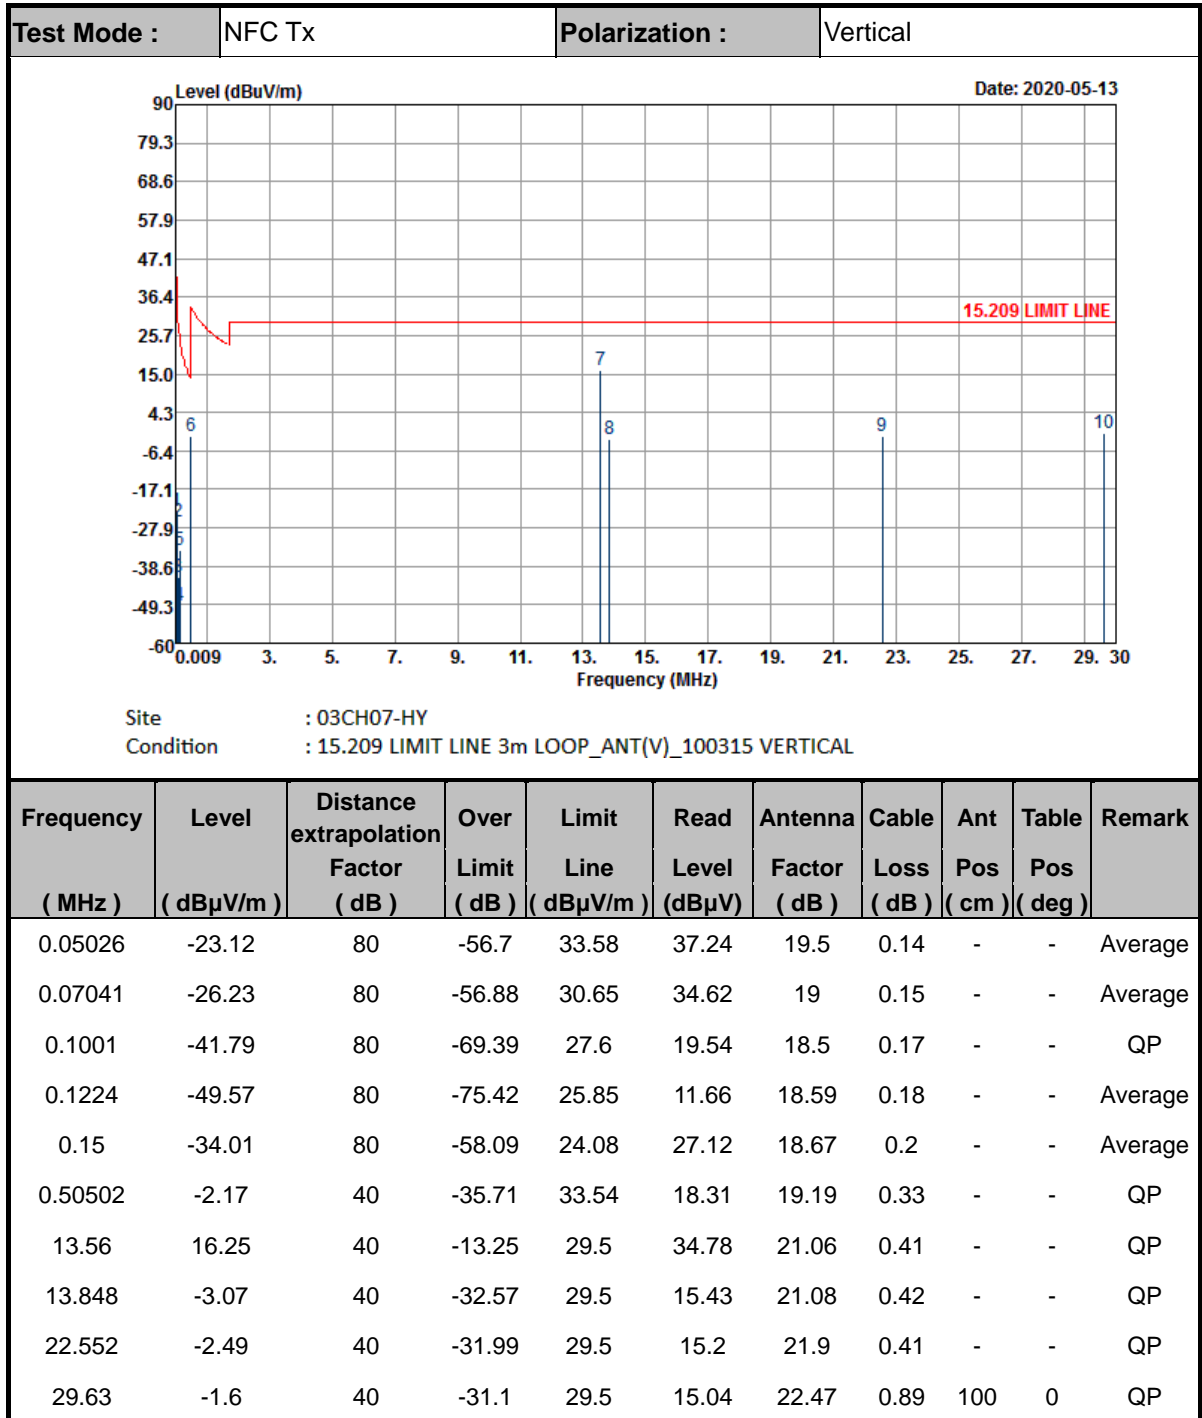 Test Mode : NFC Tx Polarization : Vertical
Level (dBuV/m) Date: 2020-05-13
90
79.3
68.6
57.9
47.1
36.4
25.7
15.0
4.3
-6.4
-17.1
-27.9
-38.6
-49.3
-60
15.209 LIMIT LINE
7
6 8 9 10
2
5
0.009 3. 5. 7. 9. 11. 13. 15. 17. 19. 21. 23. 25. 27. 29. 30
Frequency (MHz)
Site : 03CH07-HY
Condition : 15.209 LIMIT LINE 3m LOOP_ANT(V)_100315 VERTICAL
Frequency Level Distance extrapolation Over Limit Read Antenna Cable Ant Table Remark
Factor Limit Line Level Factor Loss Pos Pos
( MHz ) ( dBµV/m ) ( dB ) ( dB ) ( dBµV/m ) (dBµV) ( dB ) ( dB ) ( cm ) ( deg )
0.05026 -23.12 80 -56.7 33.58 37.24 19.5 0.14 - - Average
0.07041 -26.23 80 -56.88 30.65 34.62 19 0.15 - - Average
0.1001 -41.79 80 -69.39 27.6 19.54 18.5 0.17 - - QP
0.1224 -49.57 80 -75.42 25.85 11.66 18.59 0.18 - - Average
0.15 -34.01 80 -58.09 24.08 27.12 18.67 0.2 - - Average
0.50502 -2.17 40 -35.71 33.54 18.31 19.19 0.33 - - QP
13.56 16.25 40 -13.25 29.5 34.78 21.06 0.41 - - QP
13.848 -3.07 40 -32.57 29.5 15.43 21.08 0.42 - - QP
22.552 -2.49 40 -31.99 29.5 15.2 21.9 0.41 - - QP
29.63 -1.6 40 -31.1 29.5 15.04 22.47 0.89 100 0 QP